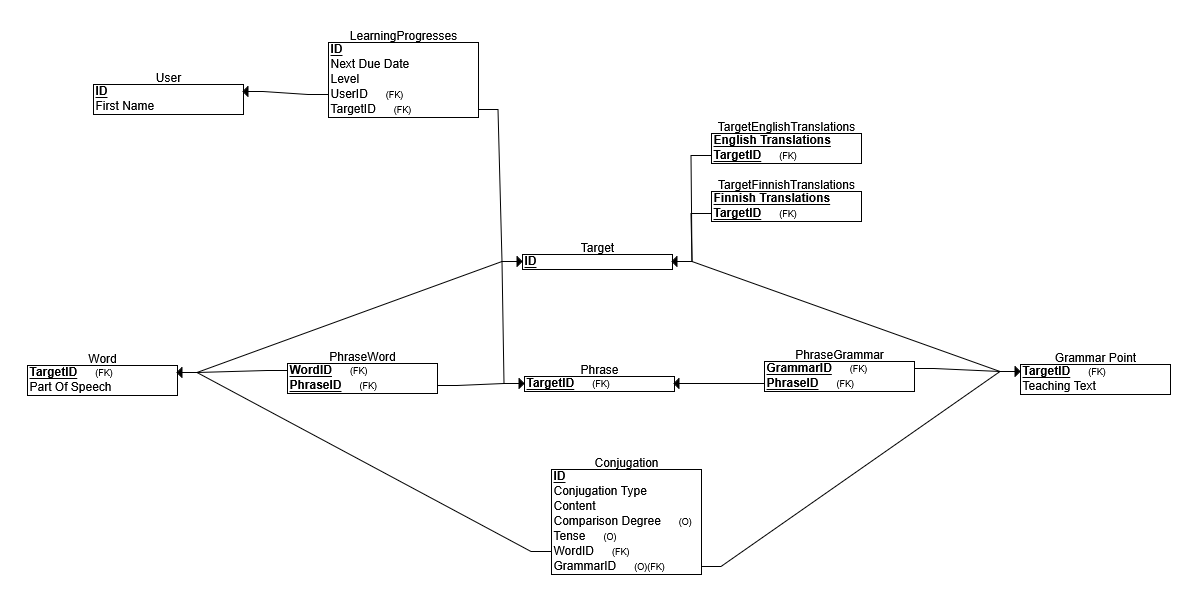 LearningProgresses
ID
Next Due Date
Level
UserID (FK)
TargetID (FK)
User
ID
First Name
TargetEnglishTranslations
English Translations
TargetID (FK)
TargetFinnishTranslations
Finnish Translations
TargetID (FK)
Target
ID
Word
TargetID (FK)
Part Of Speech
PhraseWord
WordID (FK)
PhraseID (FK)
Phrase
TargetID (FK)
PhraseGrammar
GrammarID (FK)
PhraseID (FK)
Grammar Point
TargetID (FK)
Teaching Text
Conjugation
ID
Conjugation Type
Content
Comparison Degree (O)
Tense (O)
WordID (FK)
GrammarID (O)(FK)